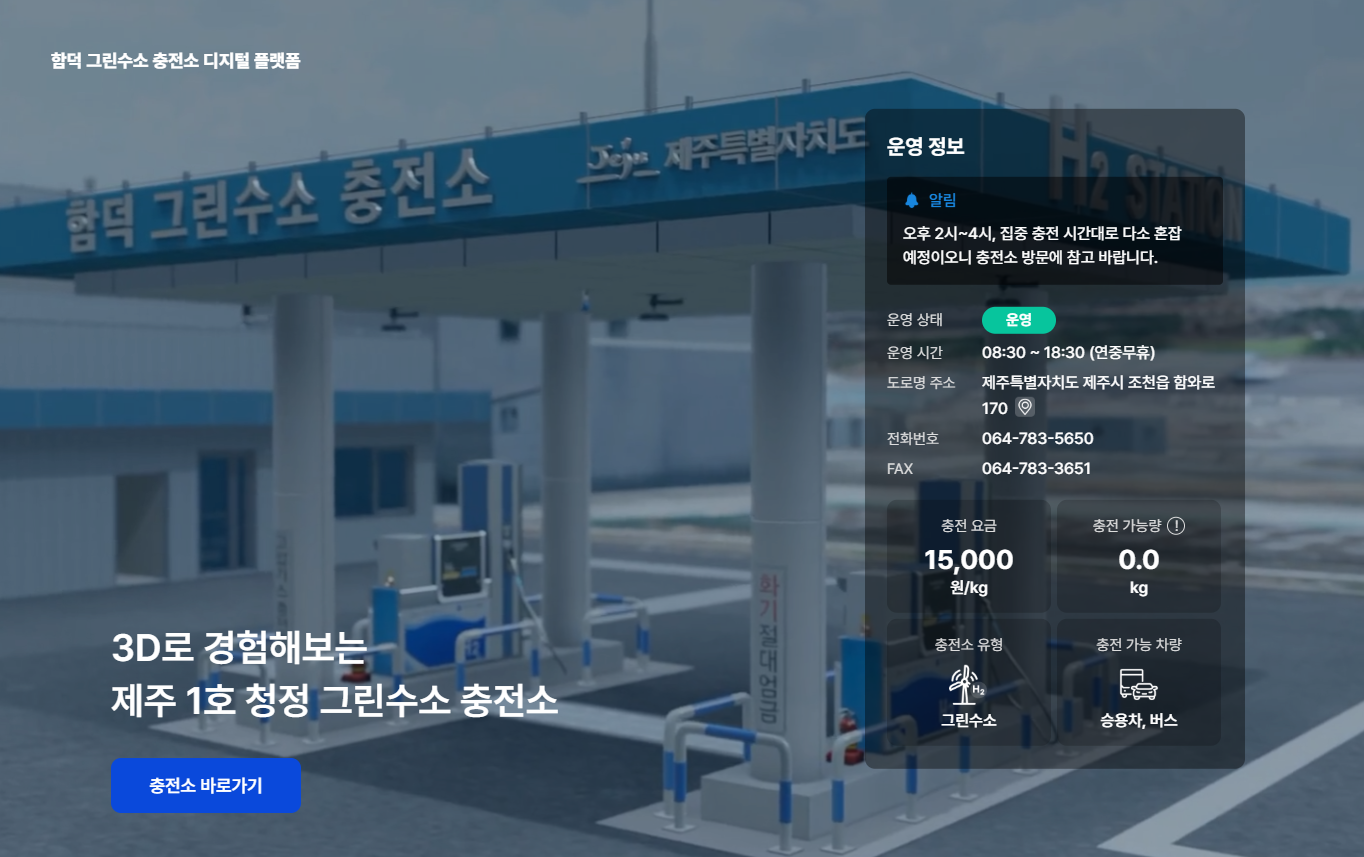 함덕 그린수소 충전소 디지털 플랫폼
함덕 그린수소 충전소
Jeju 제주특별자치도
H2 STATION
운영 정보
알림
오후 2시~4시, 집중 충전 시간대로 다소 혼잡
예정이오니 충전소 방문에 참고 바랍니다.
운영 상태 운영
운영 시간 08:30 ~ 18:30 (연중무휴)
도로명 주소 제주특별자치도 제주시 조천읍 함와로
170
전화번호 064-783-5650
FAX 064-783-3651
충전 요금
15,000
원/kg
충전 가능량
0.0
kg
충전소 유형
H₂
그린수소
충전 가능 차량
승용차, 버스
화기절대엄금
3D로 경험해보는
제주 1호 청정 그린수소 충전소
충전소 바로가기